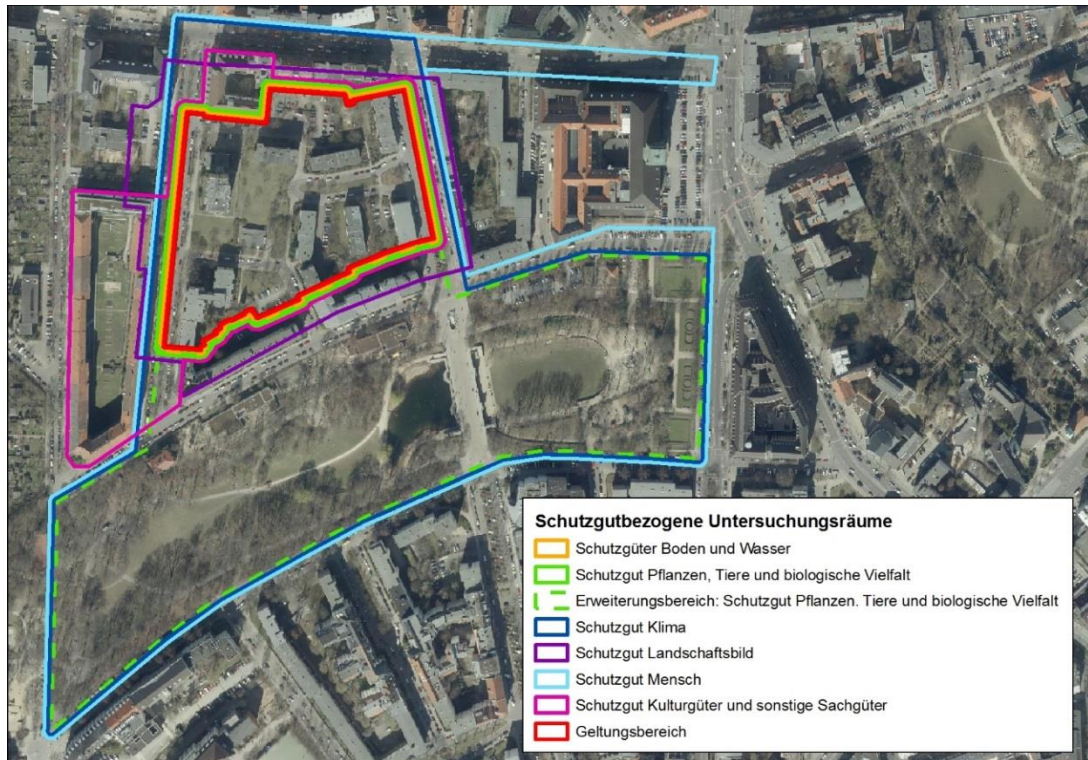 Schutzgutbezogene Untersuchungsräume
Schutzgüter Boden und Wasser
Schutzgut Pflanzen, Tiere und biologische Vielfalt
Erweiterungsbereich: Schutzgut Pflanzen. Tiere und biologische Vielfalt
Schutzgut Klima
Schutzgut Landschaftsbild
Schutzgut Mensch
Schutzgut Kulturgüter und sonstige Sachgüter
Geltungsbereich